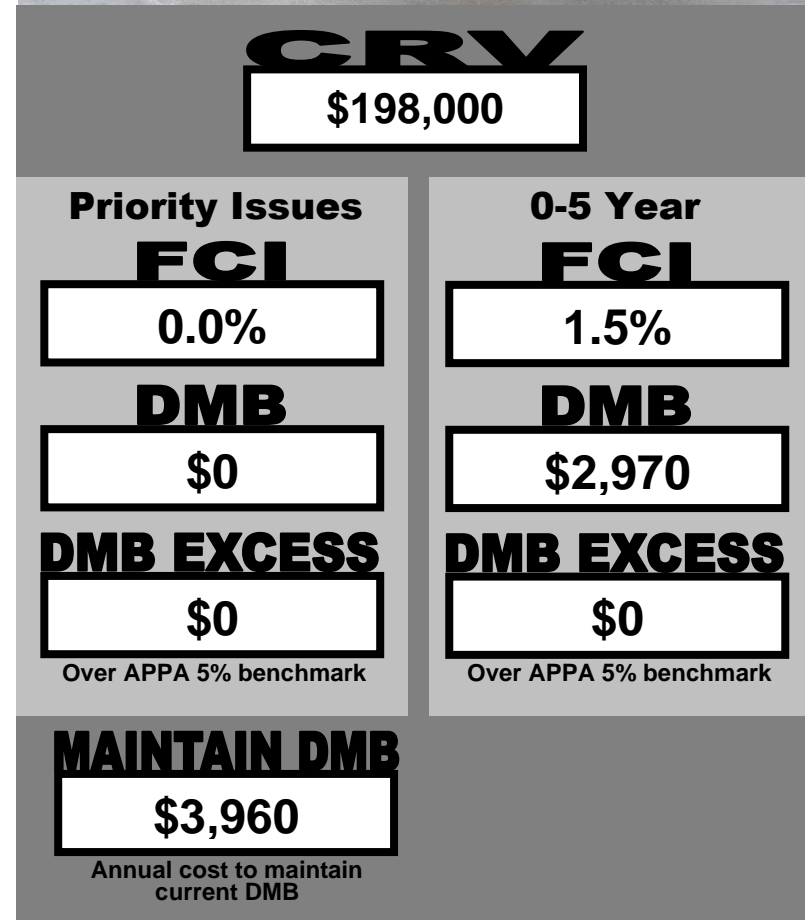 CRV
$198,000
Priority Issues
FCI
0.0%
DMB
$0
DMB EXCESS
$0
Over APPA 5% benchmark
0-5 Year
FCI
1.5%
DMB
$2,970
DMB EXCESS
$0
Over APPA 5% benchmark
MAINTAIN DMB
$3,960
Annual cost to maintain
current DMB